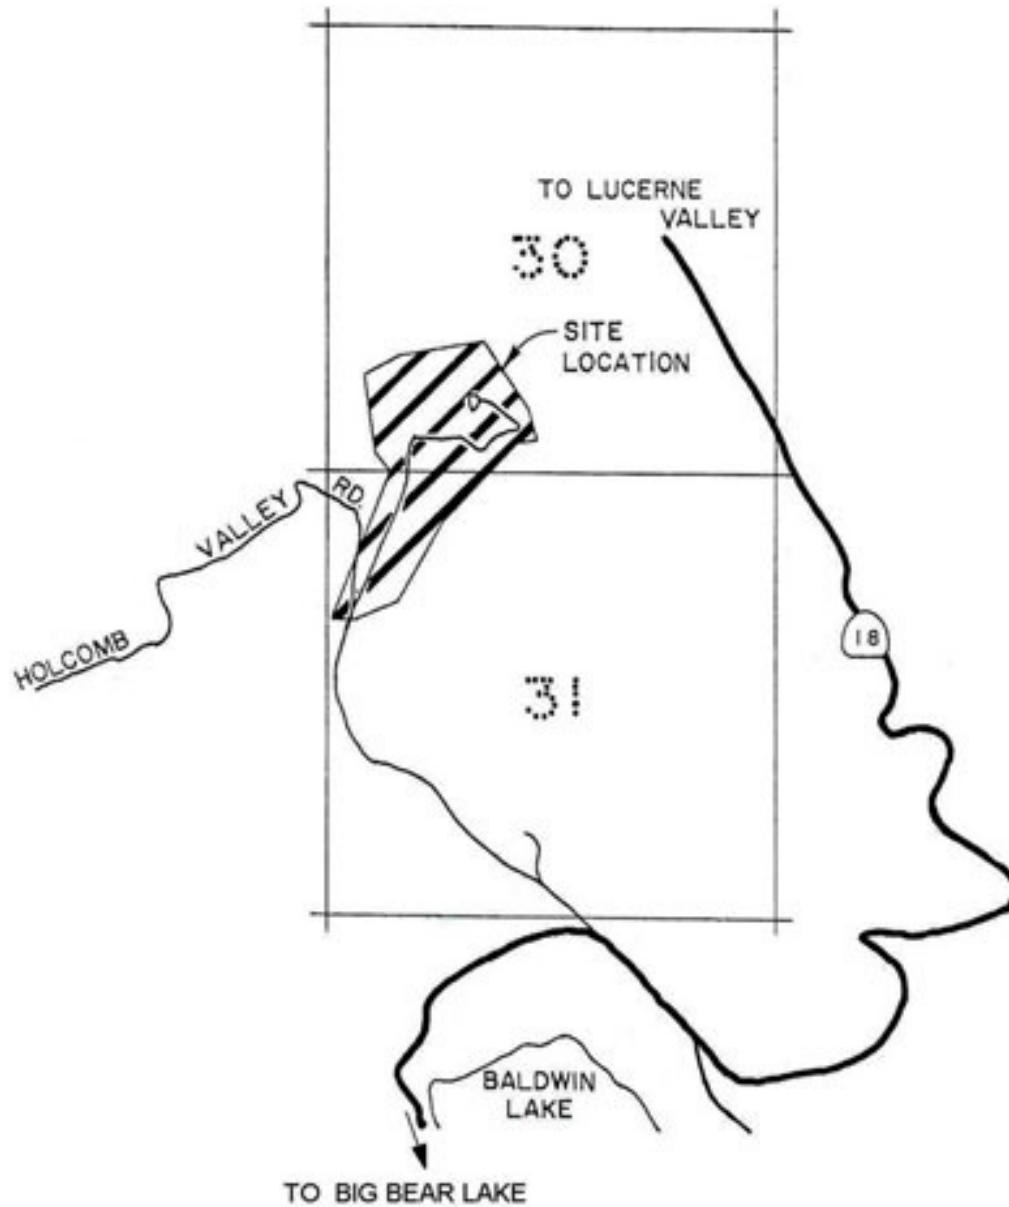 TO LUCERNE
VALLEY
30
SITE
LOCATION
RD.
VALLEY
HOLCOMB
18
31
BALDWIN
LAKE
TO BIG BEAR LAKE